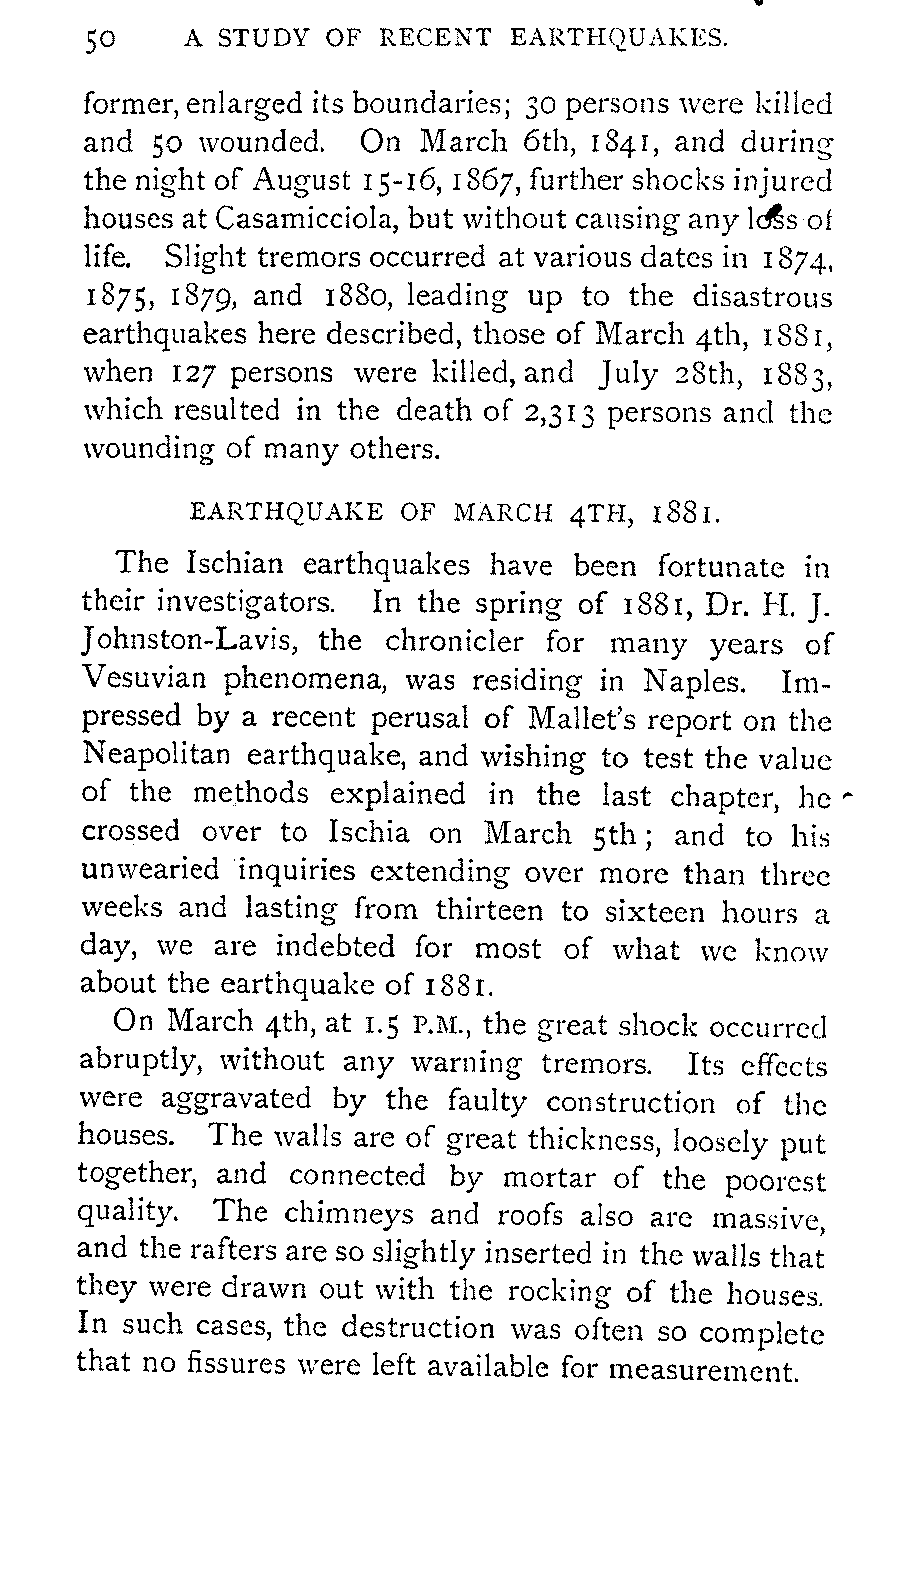 50 A STUDY OF RECENT EARTHQUAKES.
former, enlarged its boundaries; 30 persons were killed
and 50 wounded. On March 6th, 1841, and during
the night of August 15-16, 1867, further shocks injured
houses at Casamicciola, but without causing any loss of
life. Slight tremors occurred at various dates in 1874,
1875, 1879, and 1880, leading up to the disastrous
earthquakes here described, those of March 4th, 1881,
when 127 persons were killed, and July 28th, 1883,
which resulted in the death of 2,313 persons and the
wounding of many others.
EARTHQUAKE OF MARCH 4TH, 1881.
The Ischian earthquakes have been fortunate in
their investigators. In the spring of 1881, Dr. H. J.
Johnston-Lavis, the chronicler for many years of
Vesuvian phenomena, was residing in Naples. Im-
pressed by a recent perusal of Mallet's report on the
Neapolitan earthquake, and wishing to test the value
of the methods explained in the last chapter, he
crossed over to Ischia on March 5th; and to his
unwearied inquiries extending over more than three
weeks and lasting from thirteen to sixteen hours a
day, we are indebted for most of what we know
about the earthquake of 1881.
On March 4th, at 1.5 P.M., the great shock occurred
abruptly, without any warning tremors. Its effects
were aggravated by the faulty construction of the
houses. The walls are of great thickness, loosely put
together, and connected by mortar of the poorest
quality. The chimneys and roofs also are massive,
and the rafters are so slightly inserted in the walls that
they were drawn out with the rocking of the houses.
In such cases, the destruction was often so complete
that no fissures were left available for measurement.